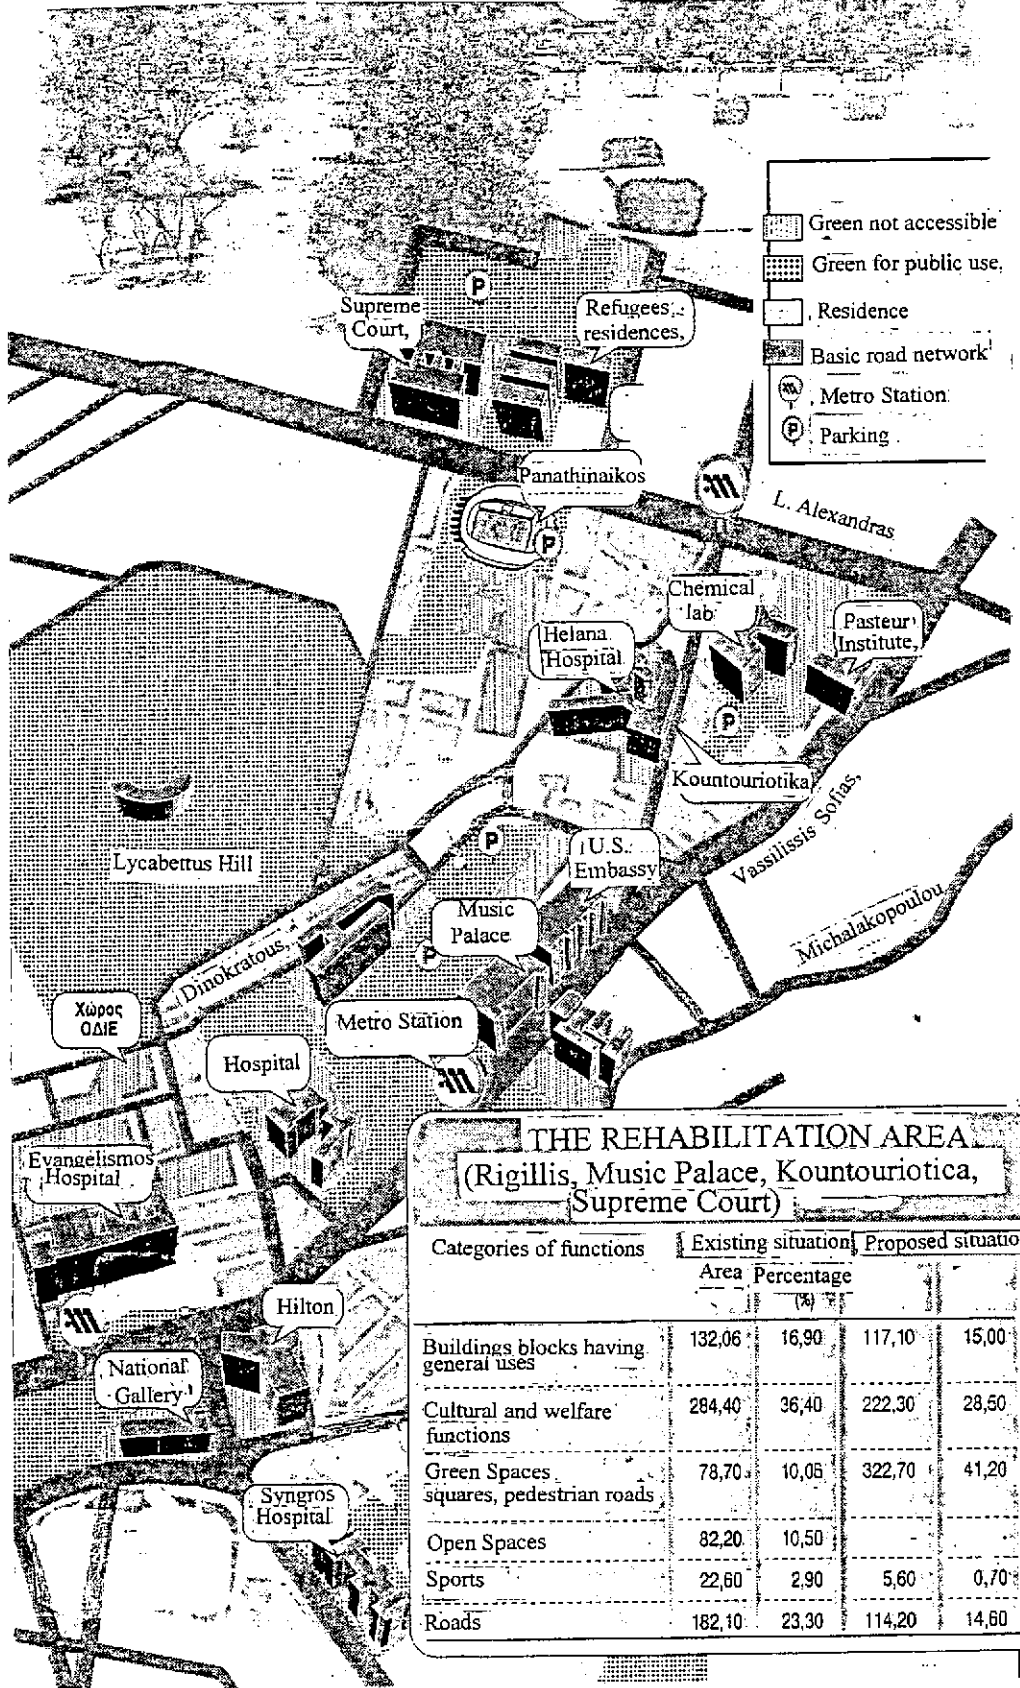 Green not accessible
Green for public use,
Residence
Basic road network
Metro Station
P Parking
P
Supreme
Court,
Refugees
residences,
Panathinaikos
P
L. Alexandras
Chemical
lab
Pasteur
Institute,
Helana
Hospital
P
Kountouriotika
Vassilissis Sofias,
Michalakopoulou
Lycabettus Hill
P
U.S.
Embassy
Music
Palace
P
Dinokratous,
Χώρος
ΟΔΙΕ
Metro Station
Hospital
Evangelismos
Hospital
Hilton
National
Gallery
Syngros
Hospital
THE REHABILITATION AREA
(Rigillis, Music Palace, Kountouriotica,
Supreme Court)
Categories of functions Existing situation Proposed situatio
Area Percentage
(%)
Buildings blocks having 132,06 16,90 117,10 15,00
general uses
Cultural and welfare 284,40 36,40 222,30 28,50
functions
Green Spaces 78,70 10,06 322,70 41,20
squares, pedestrian roads
Open Spaces 82,20 10,50 - -
Sports 22,60 2,90 5,60 0,70
Roads 182,10 23,30 114,20 14,60